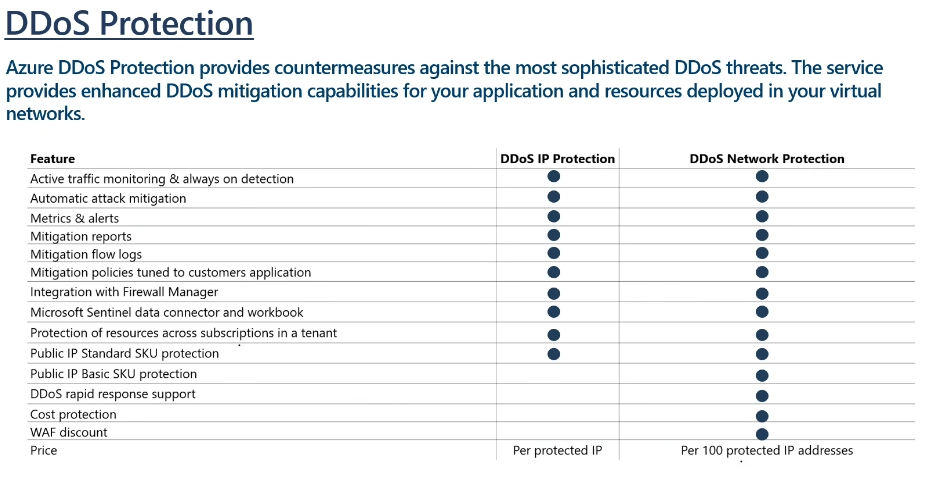 DDoS Protection
Azure DDoS Protection provides countermeasures against the most sophisticated DDoS threats. The service
provides enhanced DDoS mitigation capabilities for your application and resources deployed in your virtual
networks.
Feature DDoS IP Protection DDoS Network Protection
Active traffic monitoring & always on detection ● ●
Automatic attack mitigation ● ●
Metrics & alerts ● ●
Mitigation reports ● ●
Mitigation flow logs ● ●
Mitigation policies tuned to customers application ● ●
Integration with Firewall Manager ● ●
Microsoft Sentinel data connector and workbook ● ●
Protection of resources across subscriptions in a tenant ● ●
Public IP Standard SKU protection ● ●
Public IP Basic SKU protection ●
DDoS rapid response support ●
Cost protection ●
WAF discount ●
Price Per protected IP Per 100 protected IP addresses